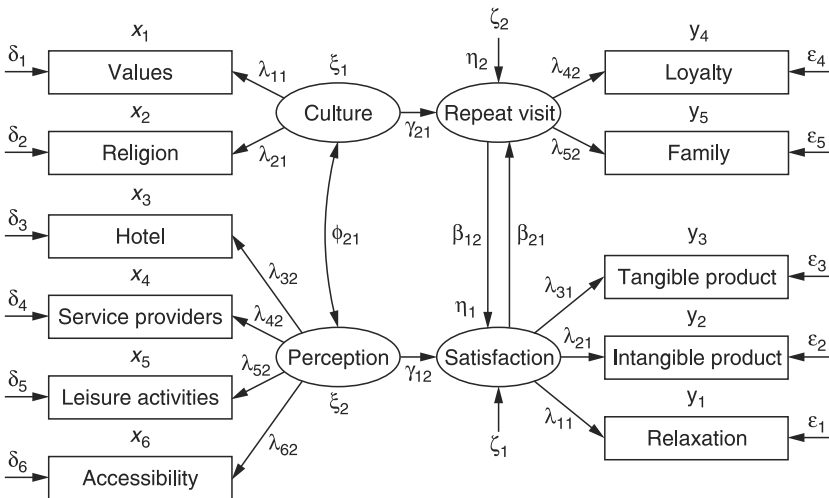 x₁
δ₁
Values
λ₁₁
x₂
δ₂
Religion
λ₂₁
ξ₁
Culture
γ₂₁
ζ₂
η₂
Repeat visit
λ₄₂
y₄
Loyalty
ε₄
λ₅₂
y₅
Family
ε₅
x₃
δ₃
Hotel
λ₃₂
x₄
δ₄
Service providers
λ₄₂
x₅
δ₅
Leisure activities
λ₅₂
x₆
δ₆
Accessibility
λ₆₂
ϕ₂₁
Perception
ξ₂
γ₁₂
β₁₂
β₂₁
η₁
Satisfaction
ζ₁
λ₃₁
y₃
Tangible product
ε₃
λ₂₁
y₂
Intangible product
ε₂
λ₁₁
y₁
Relaxation
ε₁